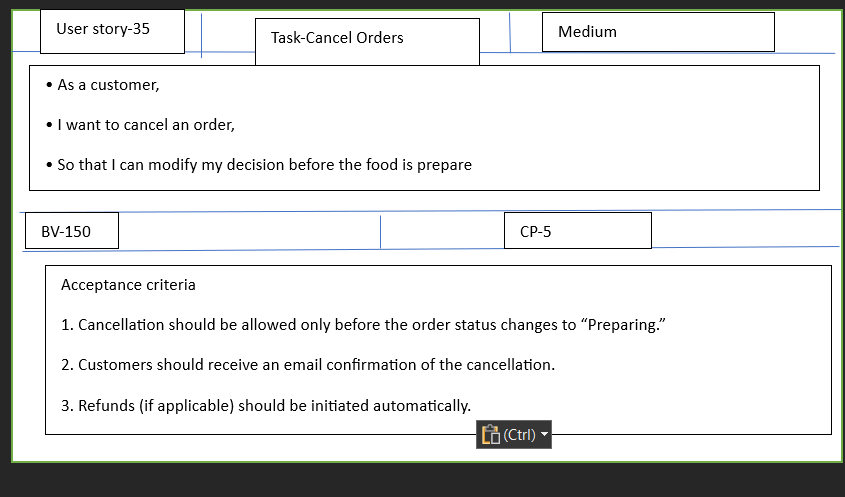 User story-35
Task-Cancel Orders
Medium
• As a customer,
• I want to cancel an order,
• So that I can modify my decision before the food is prepare
BV-150
CP-5
Acceptance criteria
1. Cancellation should be allowed only before the order status changes to “Preparing.”
2. Customers should receive an email confirmation of the cancellation.
3. Refunds (if applicable) should be initiated automatically.
(Ctrl)